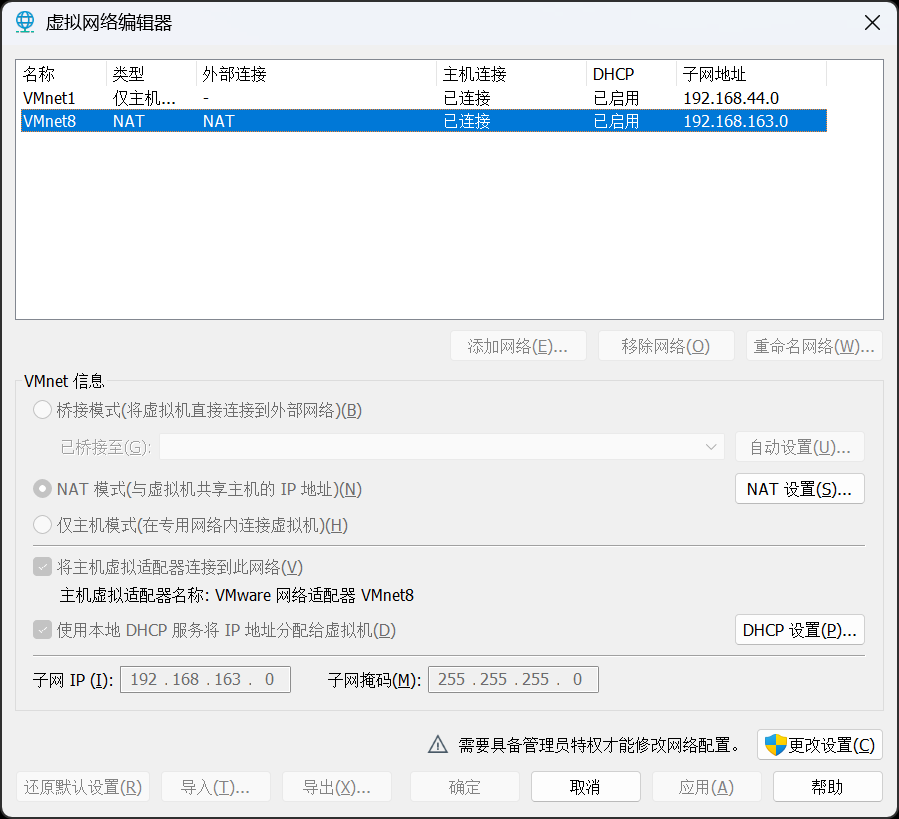 虚拟网络编辑器
名称 类型 外部连接 主机连接 DHCP 子网地址
VMnet1 仅主机... - 已连接 已启用 192.168.44.0
VMnet8 NAT NAT 已连接 已启用 192.168.163.0
添加网络(E)... 移除网络(O) 重命名网络(W)...
VMnet 信息
桥接模式(将虚拟机直接连接到外部网络)(B)
已桥接至(G): 自动设置(U)...
NAT 模式(与虚拟机共享主机的 IP 地址)(N) NAT 设置(S)...
仅主机模式(在专用网络内连接虚拟机)(H)
将主机虚拟适配器连接到此网络(V)
主机虚拟适配器名称: VMware 网络适配器 VMnet8
使用本地 DHCP 服务将 IP 地址分配给虚拟机(D) DHCP 设置(P)...
子网 IP (I): 192 . 168 . 163 . 0 子网掩码(M): 255 . 255 . 255 . 0
需要具备管理员特权才能修改网络配置。 更改设置(C)
还原默认设置(R) 导入(T)... 导出(X)... 确定 取消 应用(A) 帮助